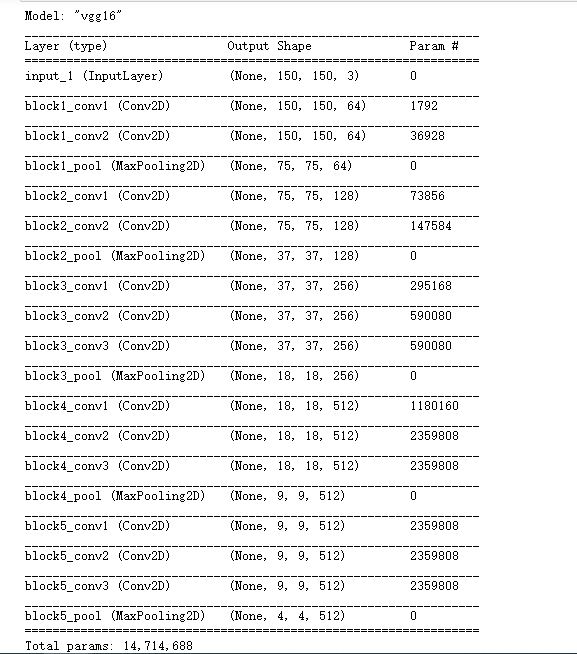 Model: "vgg16"
Layer (type) Output Shape Param #
input_1 (InputLayer) (None, 150, 150, 3) 0
block1_conv1 (Conv2D) (None, 150, 150, 64) 1792
block1_conv2 (Conv2D) (None, 150, 150, 64) 36928
block1_pool (MaxPooling2D) (None, 75, 75, 64) 0
block2_conv1 (Conv2D) (None, 75, 75, 128) 73856
block2_conv2 (Conv2D) (None, 75, 75, 128) 147584
block2_pool (MaxPooling2D) (None, 37, 37, 128) 0
block3_conv1 (Conv2D) (None, 37, 37, 256) 295168
block3_conv2 (Conv2D) (None, 37, 37, 256) 590080
block3_conv3 (Conv2D) (None, 37, 37, 256) 590080
block3_pool (MaxPooling2D) (None, 18, 18, 256) 0
block4_conv1 (Conv2D) (None, 18, 18, 512) 1180160
block4_conv2 (Conv2D) (None, 18, 18, 512) 2359808
block4_conv3 (Conv2D) (None, 18, 18, 512) 2359808
block4_pool (MaxPooling2D) (None, 9, 9, 512) 0
block5_conv1 (Conv2D) (None, 9, 9, 512) 2359808
block5_conv2 (Conv2D) (None, 9, 9, 512) 2359808
block5_conv3 (Conv2D) (None, 9, 9, 512) 2359808
block5_pool (MaxPooling2D) (None, 4, 4, 512) 0
Total params: 14,714,688